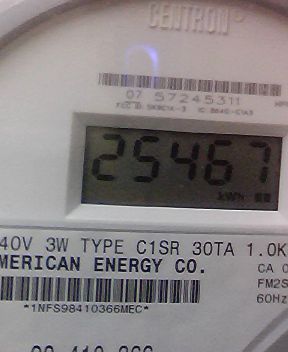 CENTRON®
07 57245311
25467
kWh
40V 3W TYPE C1SR 30TA 1.0K
MERICAN ENERGY CO.
CA 0
FM2S
60Hz
*1NFS98410366MEC*